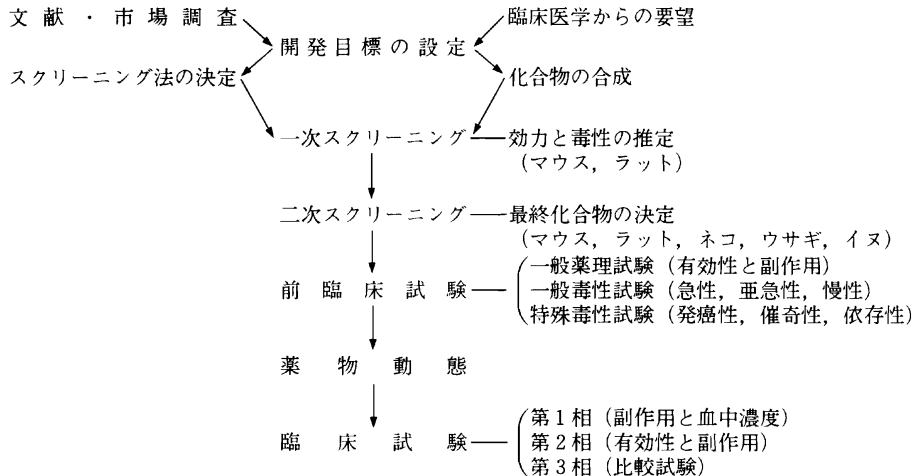 文献・市場調査
臨床医学からの要望
開発目標の設定
スクリーニング法の決定
化合物の合成
一次スクリーニング
効力と毒性の推定
（マウス，ラット）
二次スクリーニング
最終化合物の決定
（マウス，ラット，ネコ，ウサギ，イヌ）
前臨床試験
一般薬理試験（有効性と副作用）
一般毒性試験（急性，亜急性，慢性）
特殊毒性試験（発癌性，催奇性，依存性）
薬物動態
臨床試験
第1相（副作用と血中濃度）
第2相（有効性と副作用）
第3相（比較試験）